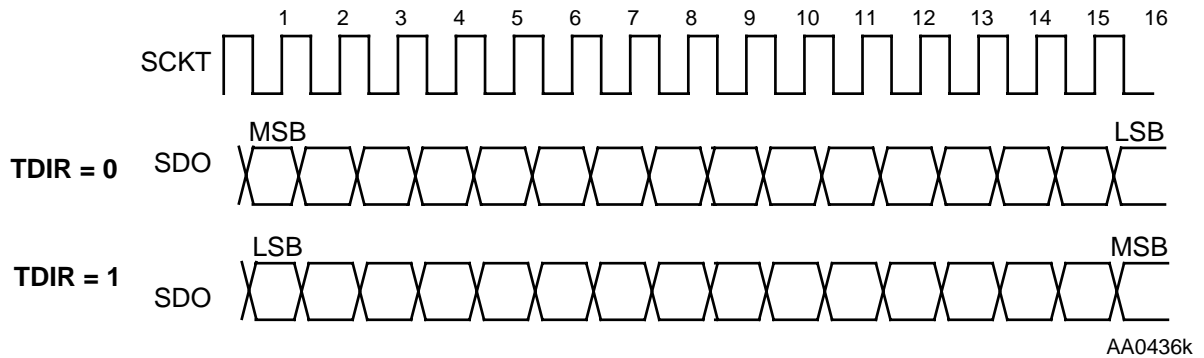 1 2 3 4 5 6 7 8 9 10 11 12 13 14 15 16
SCKT
MSB LSB
TDIR = 0 SDO
LSB MSB
TDIR = 1 SDO
AA0436k